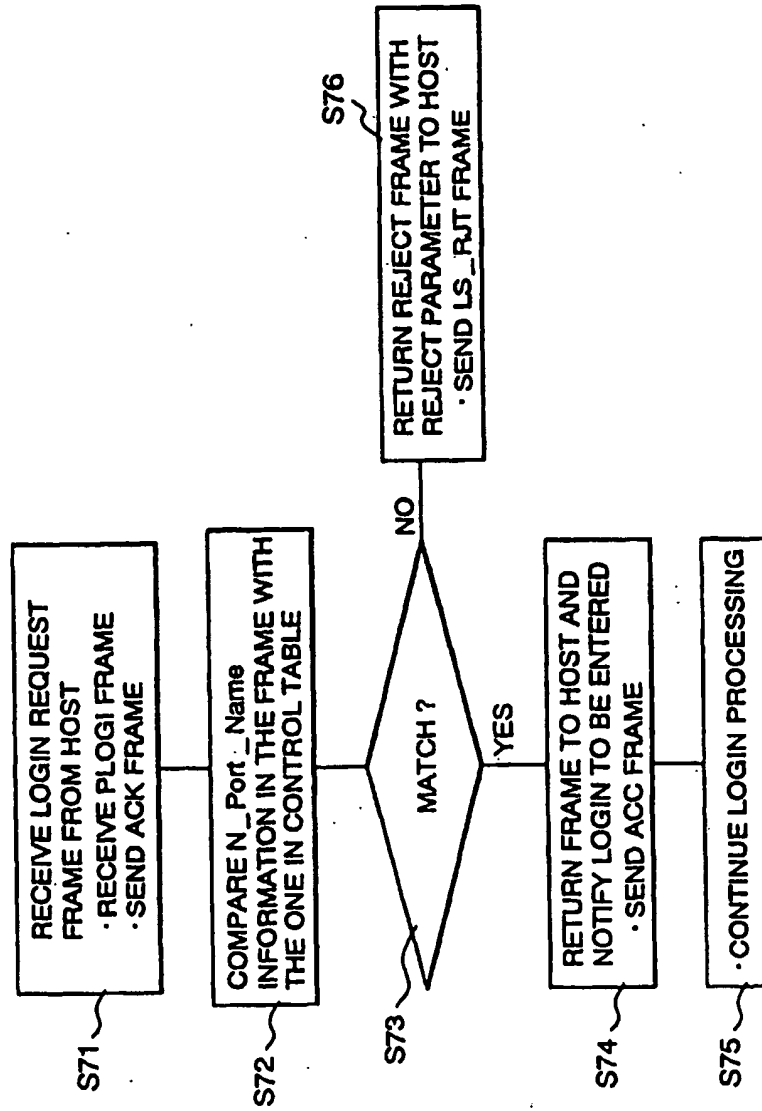 S71
RECEIVE LOGIN REQUEST
FRAME FROM HOST
· RECEIVE PLOGI FRAME
· SEND ACK FRAME
S72
COMPARE N_Port_Name
INFORMATION IN THE FRAME WITH
THE ONE IN CONTROL TABLE
S73
MATCH ?
NO
S76
RETURN REJECT FRAME WITH
REJECT PARAMETER TO HOST
· SEND LS_RJT FRAME
YES
S74
RETURN FRAME TO HOST AND
NOTIFY LOGIN TO BE ENTERED
· SEND ACC FRAME
S75
· CONTINUE LOGIN PROCESSING